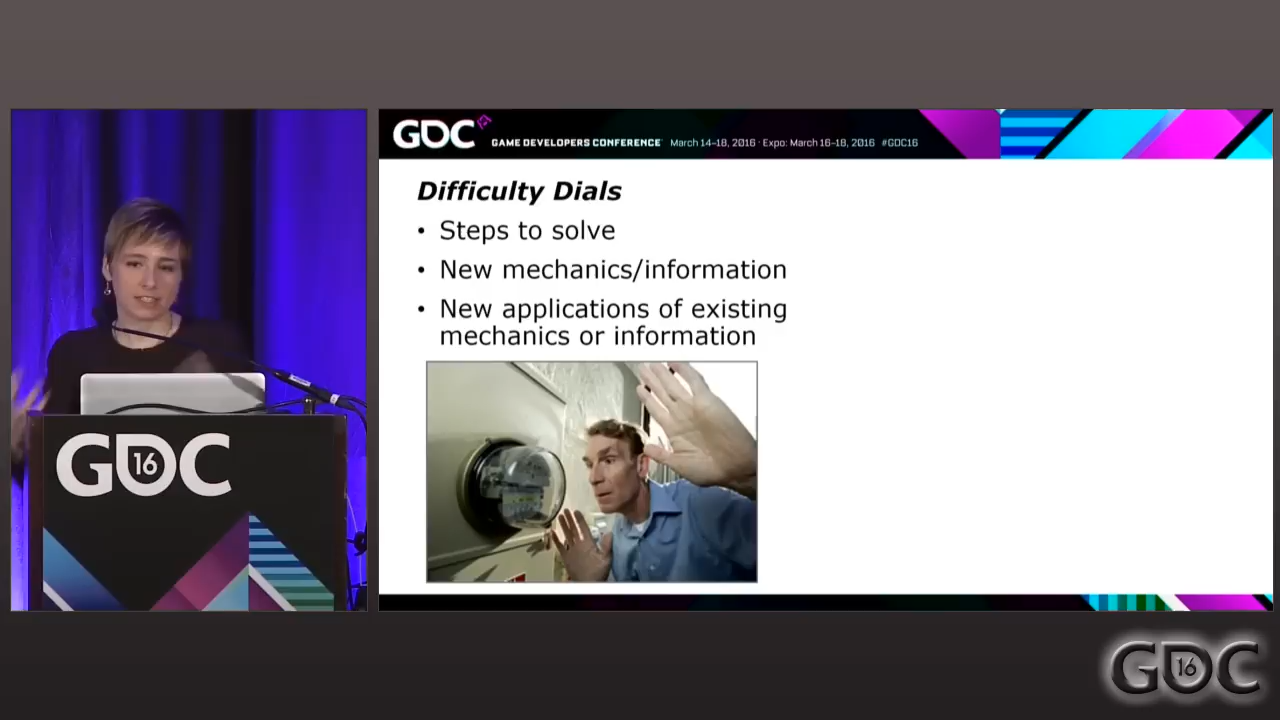 GDC
GAME DEVELOPERS CONFERENCE March 14–18, 2016 · Expo: March 16–18, 2016 #GDC16
Difficulty Dials
• Steps to solve
• New mechanics/information
• New applications of existing
mechanics or information
GDC
16
GDC
16